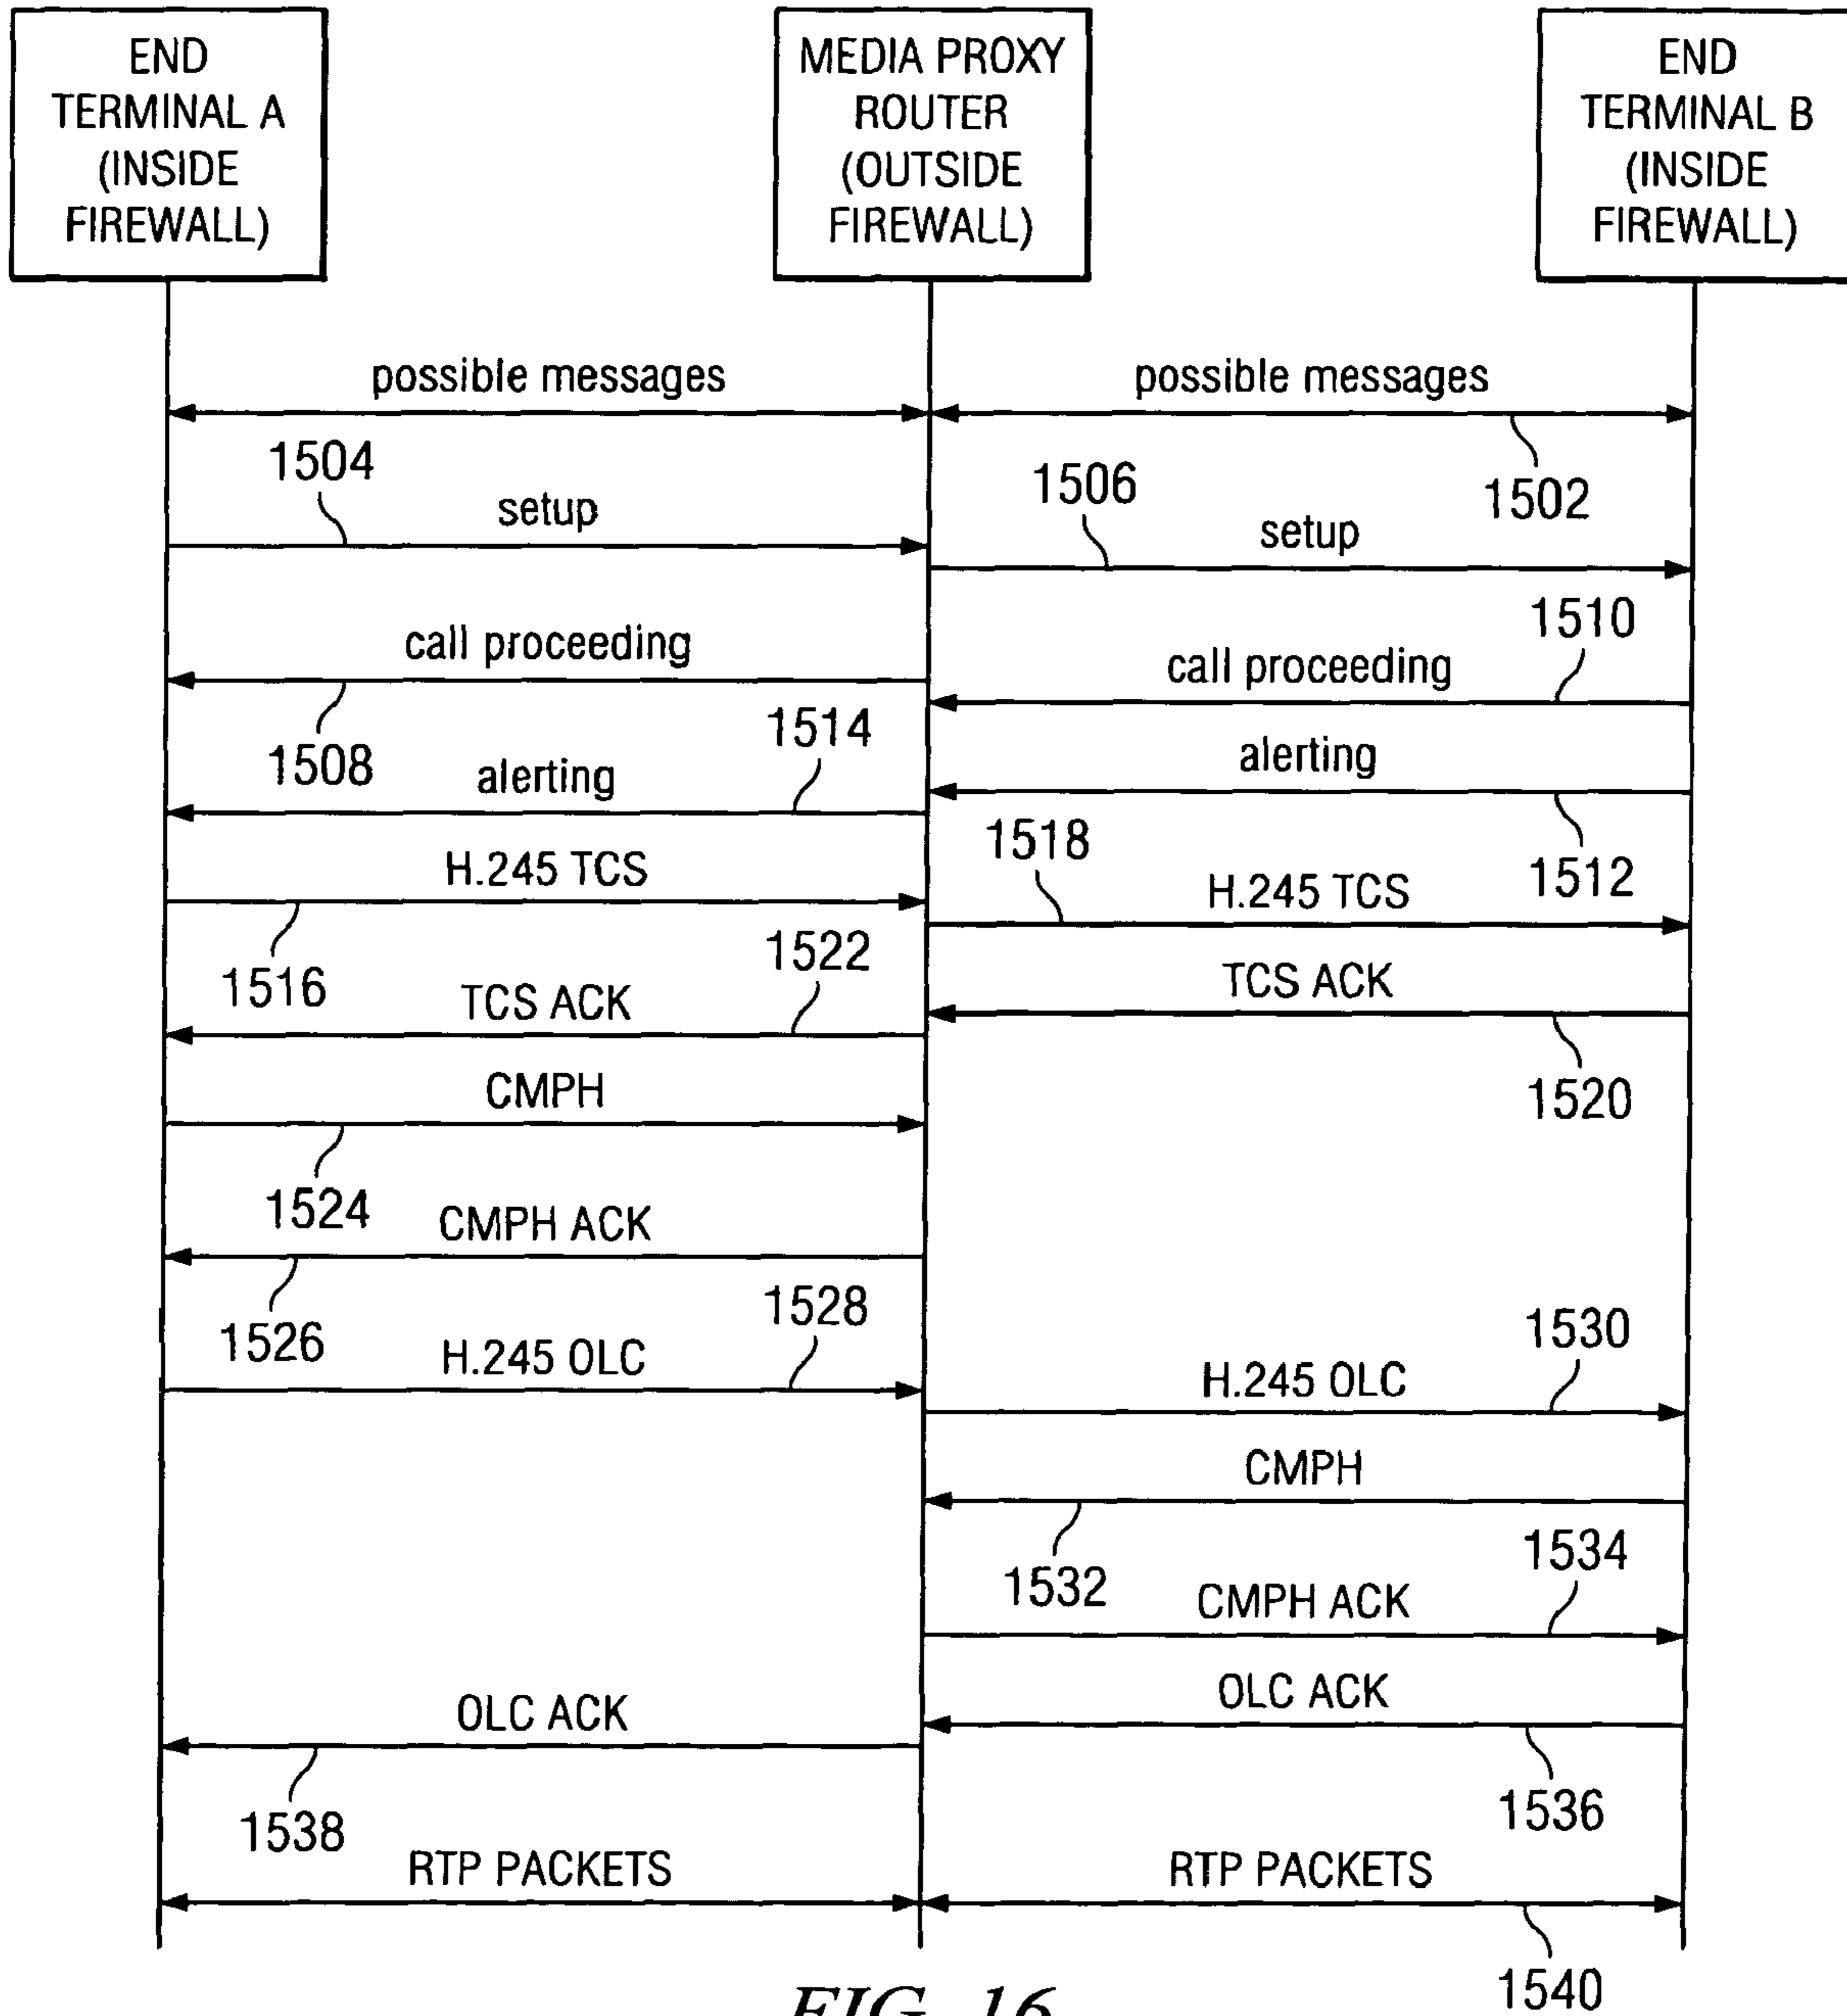 END
TERMINAL A
(INSIDE
FIREWALL)
MEDIA PROXY
ROUTER
(OUTSIDE
FIREWALL)
END
TERMINAL B
(INSIDE
FIREWALL)
possible messages
possible messages
1502
1504
setup
1506
setup
call proceeding
1508
1510
call proceeding
1514
alerting
alerting
1512
H.245 TCS
1516
1518
H.245 TCS
1522
TCS ACK
TCS ACK
1520
CMPH
1524
CMPH ACK
1526
1528
H.245 OLC
1530
H.245 OLC
CMPH
1532
1534
CMPH ACK
OLC ACK
1536
OLC ACK
1538
RTP PACKETS
RTP PACKETS
1540
FIG. 16